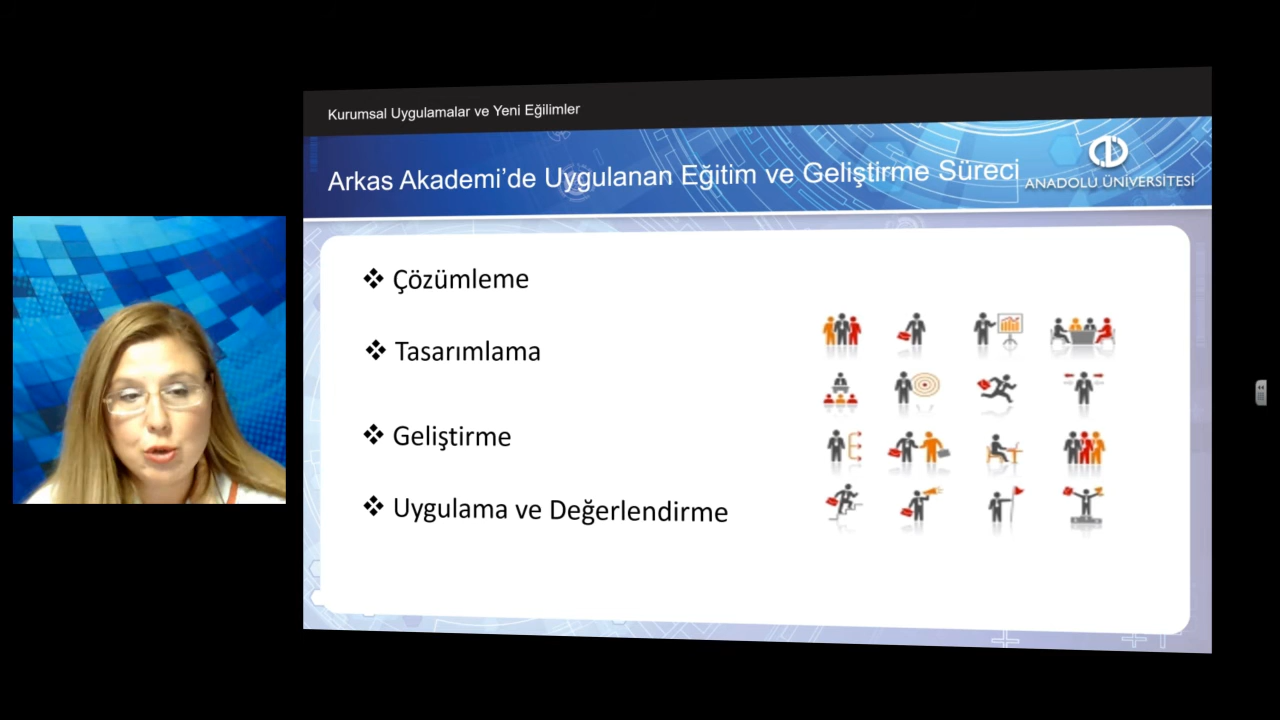 Kurumsal Uygulamalar ve Yeni Eğilimler
Arkas Akademi'de Uygulanan Eğitim ve Geliştirme Süreci
ANADOLU ÜNİVERSİTESİ
❖ Çözümleme
❖ Tasarımlama
❖ Geliştirme
❖ Uygulama ve Değerlendirme